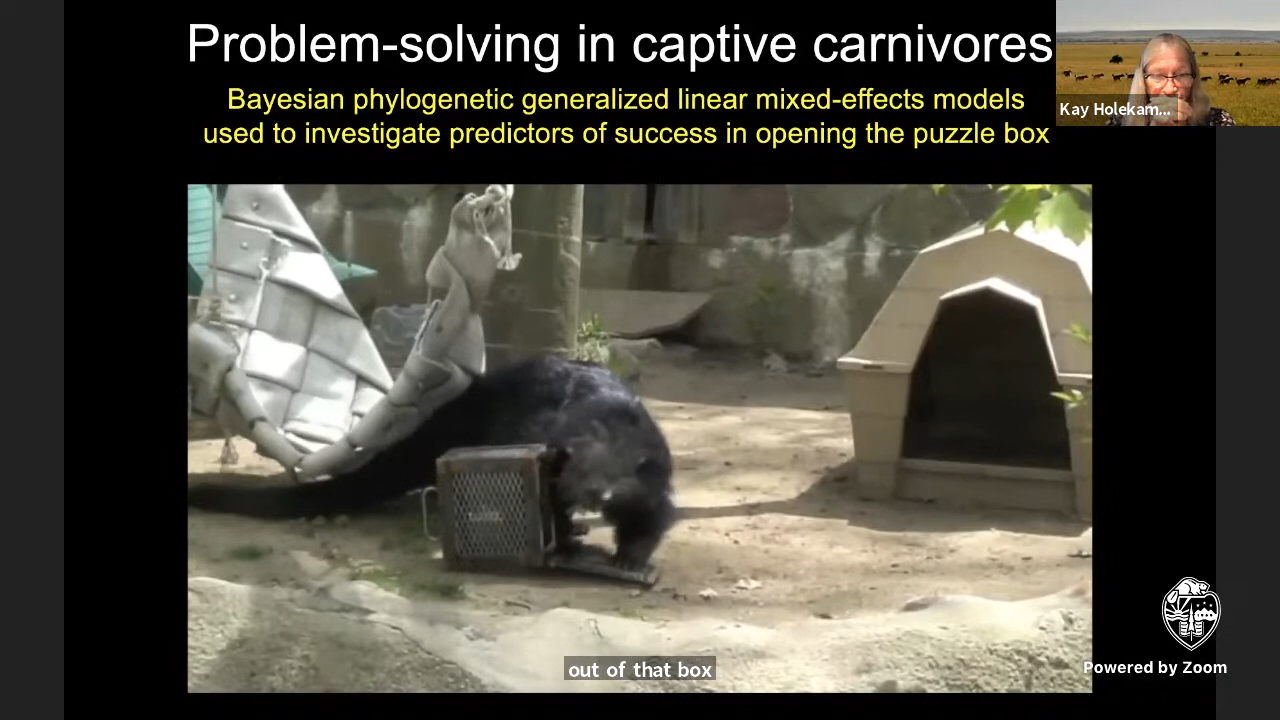 Problem-solving in captive carnivores
Bayesian phylogenetic generalized linear mixed-effects models
used to investigate predictors of success in opening the puzzle box
Kay Holekam...
out of that box
Powered by Zoom